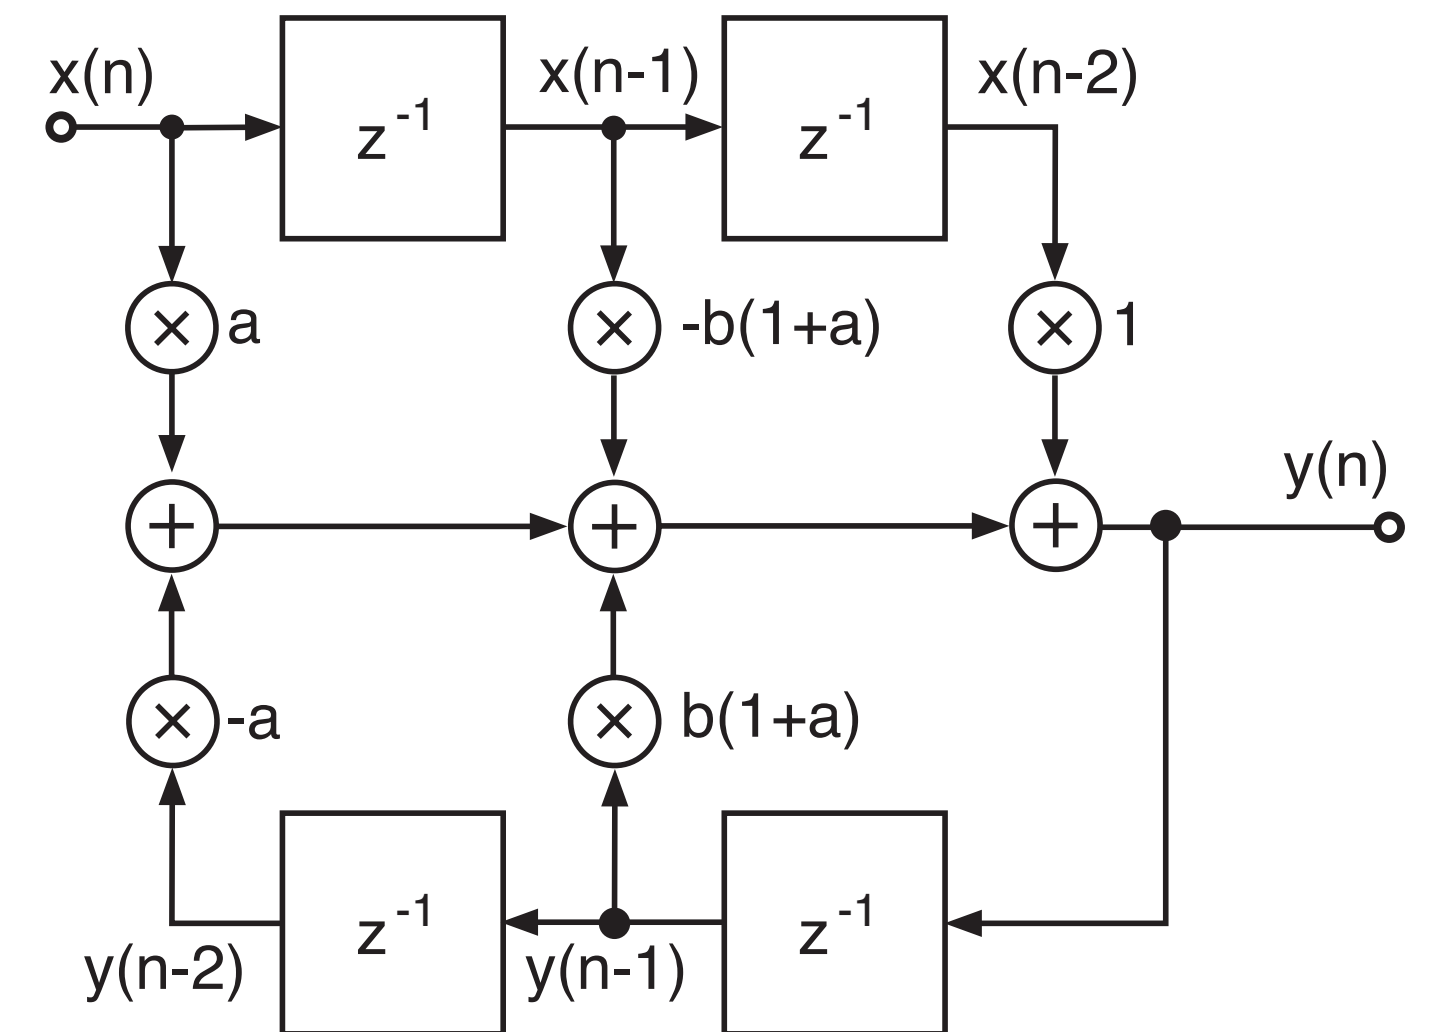 x(n) z⁻¹ x(n-1) z⁻¹ x(n-2)
× a × -b(1+a) × 1
+ + + y(n)
× -a × b(1+a)
y(n-2) z⁻¹ y(n-1) z⁻¹